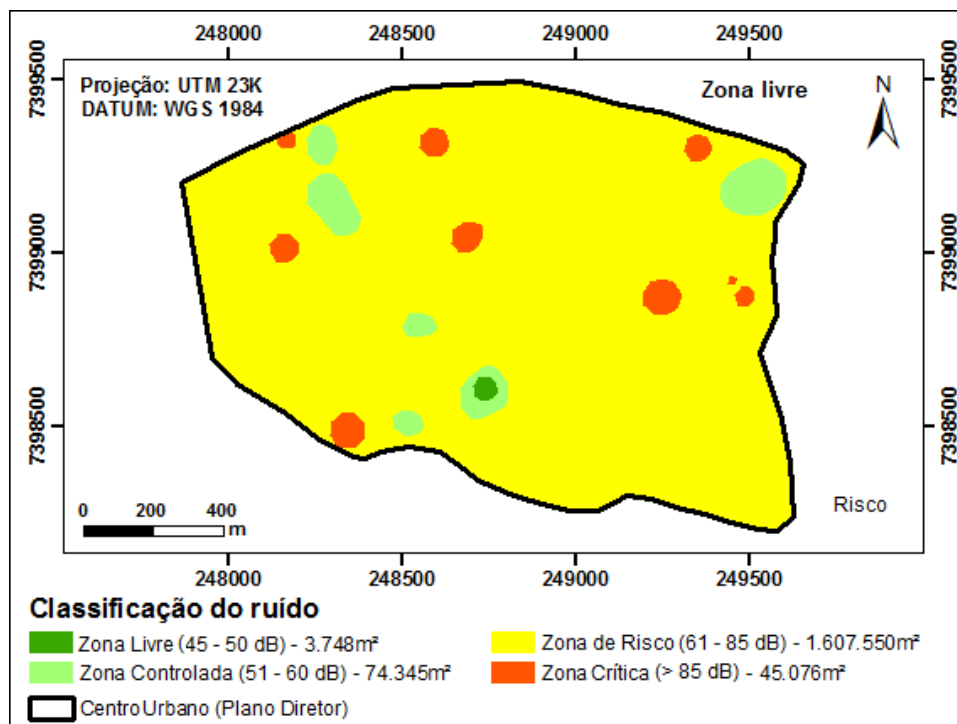 248000 248500 249000 249500
7399500 7399500
Projeção: UTM 23K
DATUM: WGS 1984
Zona livre
N
7399000 7399000
7398500 7398500
Risco
0 200 400
m
248000 248500 249000 249500
Classificação do ruído
Zona Livre (45 - 50 dB) - 3.748m²
Zona de Risco (61 - 85 dB) - 1.607.550m²
Zona Controlada (51 - 60 dB) - 74.345m²
Zona Crítica (> 85 dB) - 45.076m²
Centro Urbano (Plano Diretor)